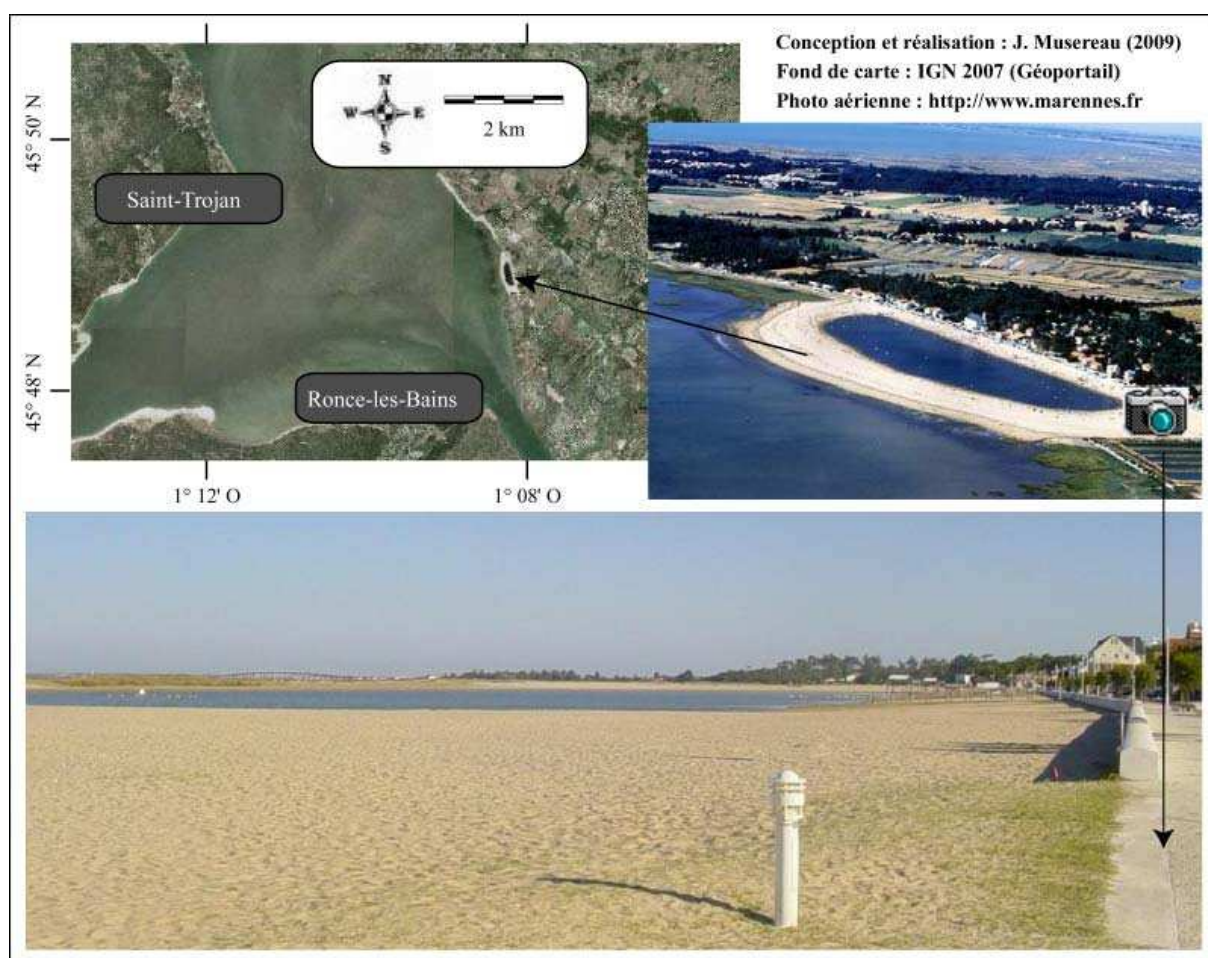 Conception et réalisation : J. Musereau (2009)
Fond de carte : IGN 2007 (Géoportail)
Photo aérienne : http://www.marennes.fr
N
W E
S
2 km
45° 50' N
Saint-Trojan
45° 48' N
Ronce-les-Bains
1° 12' O
1° 08' O